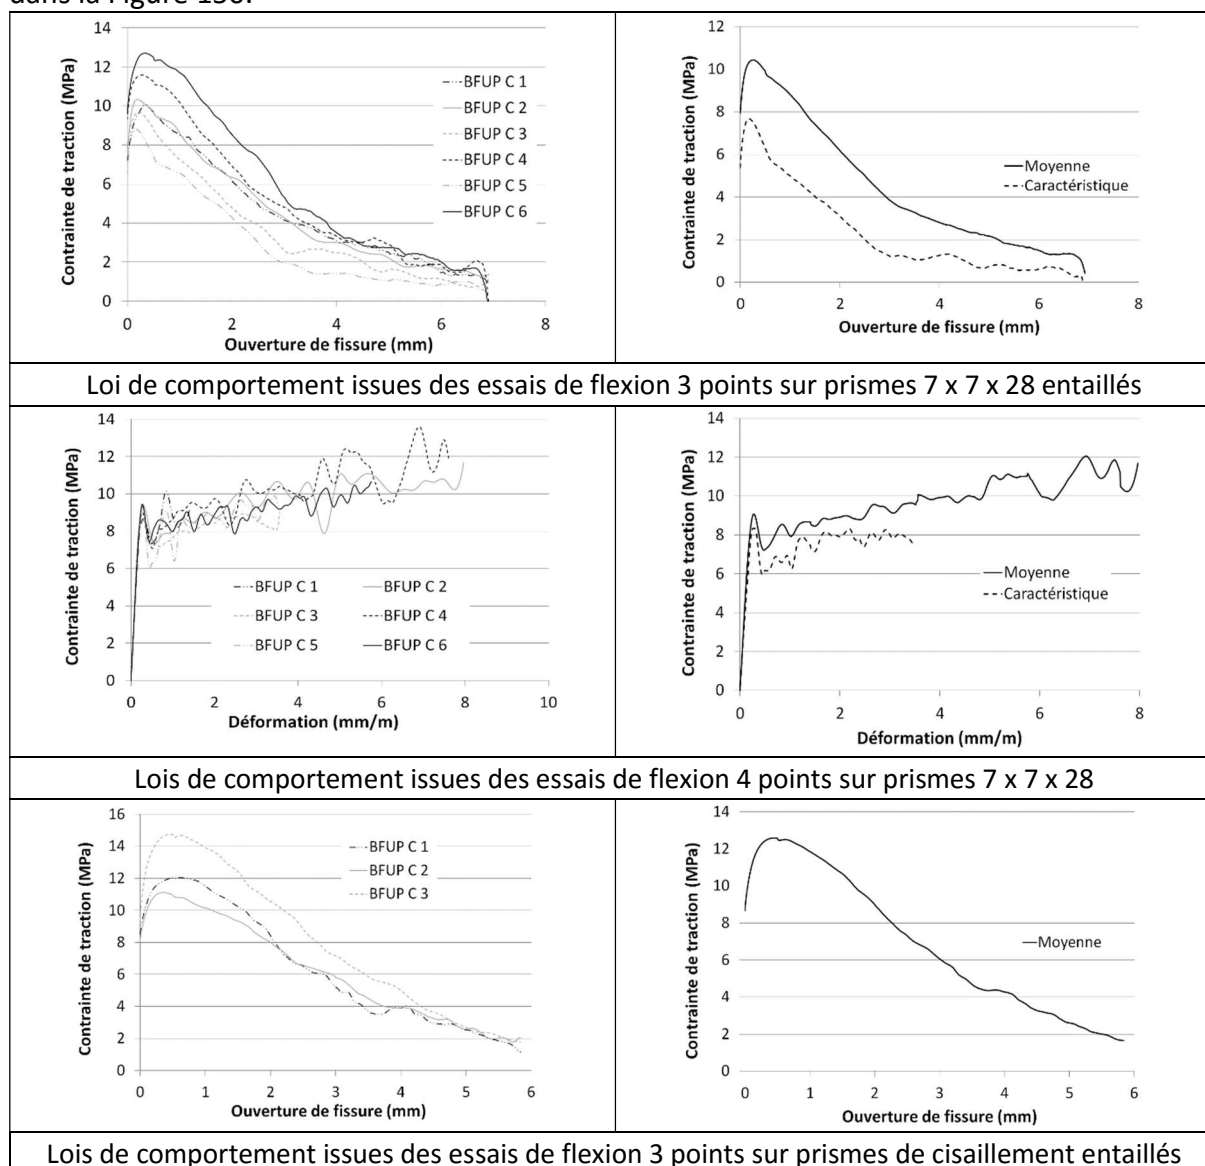 dans la Figure 130.
14
12
10
8
6
4
2
0
Contrainte de traction (MPa)
BFUP C 1
BFUP C 2
BFUP C 3
BFUP C 4
BFUP C 5
BFUP C 6
0 2 4 6 8
Ouverture de fissure (mm)
12
10
8
6
4
2
0
Contrainte de traction (MPa)
Moyenne
Caractéristique
0 2 4 6 8
Ouverture de fissure (mm)
Loi de comportement issues des essais de flexion 3 points sur prismes 7 x 7 x 28 entaillés
14
12
10
8
6
4
2
0
Contrainte de traction (MPa)
BFUP C 1 BFUP C 2
BFUP C 3 BFUP C 4
BFUP C 5 BFUP C 6
0 2 4 6 8 10
Déformation (mm/m)
14
12
10
8
6
4
2
0
Contrainte de traction (MPa)
Moyenne
Caractéristique
0 2 4 6 8
Déformation (mm/m)
Lois de comportement issues des essais de flexion 4 points sur prismes 7 x 7 x 28
16
14
12
10
8
6
4
2
0
Contrainte de traction (MPa)
BFUP C 1
BFUP C 2
BFUP C 3
0 1 2 3 4 5 6
Ouverture de fissure (mm)
14
12
10
8
6
4
2
0
Contrainte de traction (MPa)
Moyenne
0 1 2 3 4 5 6
Ouverture de fissure (mm)
Lois de comportement issues des essais de flexion 3 points sur prismes de cisaillement entaillés